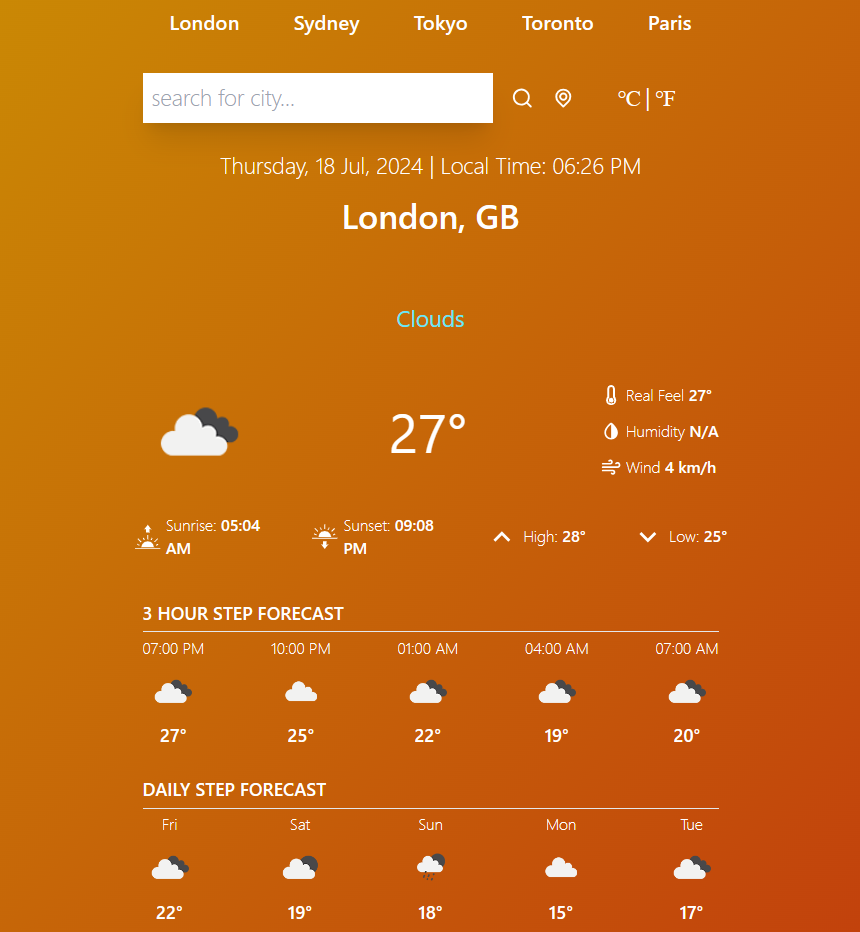 London Sydney Tokyo Toronto Paris
search for city...
°C | °F
Thursday, 18 Jul, 2024 | Local Time: 06:26 PM
London, GB
Clouds
27°
Real Feel 27°
Humidity N/A
Wind 4 km/h
Sunrise: 05:04
AM
Sunset: 09:08
PM
High: 28°
Low: 25°
3 HOUR STEP FORECAST
07:00 PM 10:00 PM 01:00 AM 04:00 AM 07:00 AM
27° 25° 22° 19° 20°
DAILY STEP FORECAST
Fri Sat Sun Mon Tue
22° 19° 18° 15° 17°